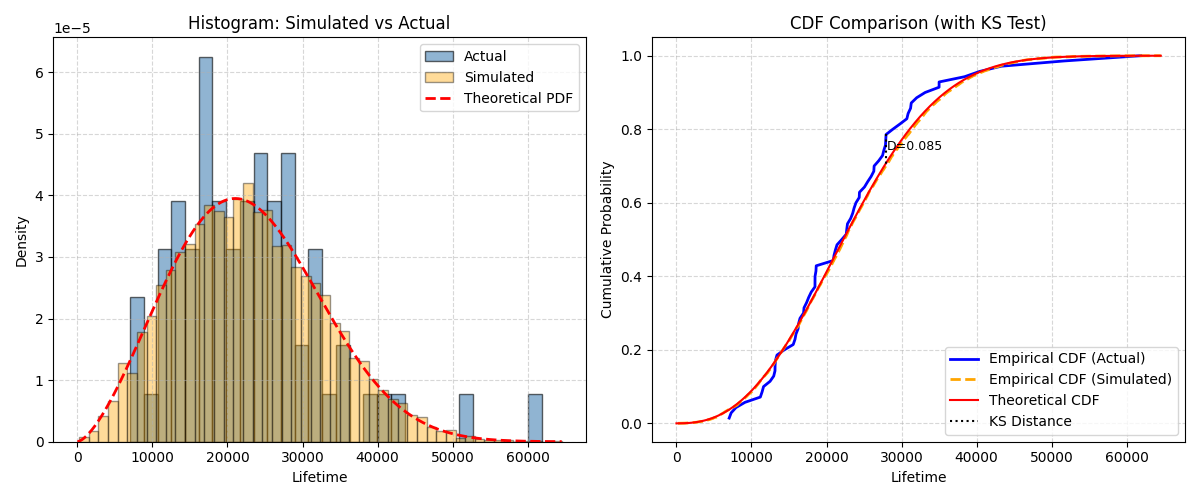 Histogram: Simulated vs Actual
1e−5
Density
6
5
4
3
2
1
0
Actual
Simulated
Theoretical PDF
0 10000 20000 30000 40000 50000 60000
Lifetime
CDF Comparison (with KS Test)
Cumulative Probability
1.0
0.8
0.6
0.4
0.2
0.0
D=0.085
Empirical CDF (Actual)
Empirical CDF (Simulated)
Theoretical CDF
KS Distance
0 10000 20000 30000 40000 50000 60000
Lifetime